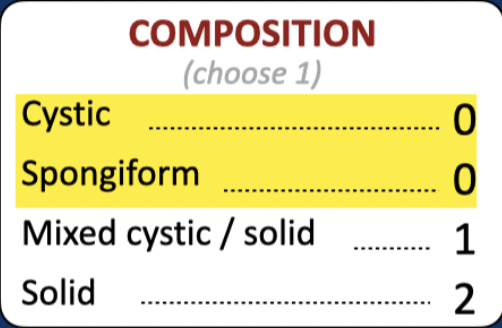 COMPOSITION
(choose 1)
Cystic ................................................ 0
Spongiform .................................. 0
Mixed cystic / solid ............ 1
Solid ................................................ 2